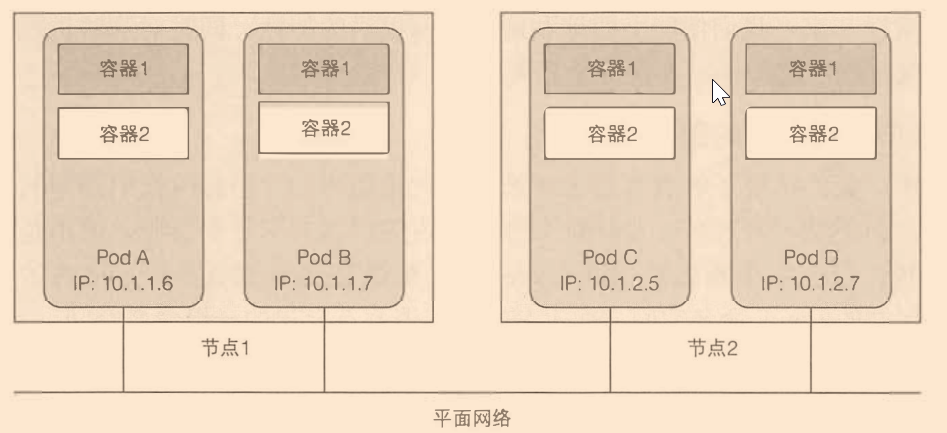 容器1
容器2
Pod A
IP: 10.1.1.6
容器1
容器2
Pod B
IP: 10.1.1.7
节点1
容器1
容器2
Pod C
IP: 10.1.2.5
容器1
容器2
Pod D
IP: 10.1.2.7
节点2
平面网络